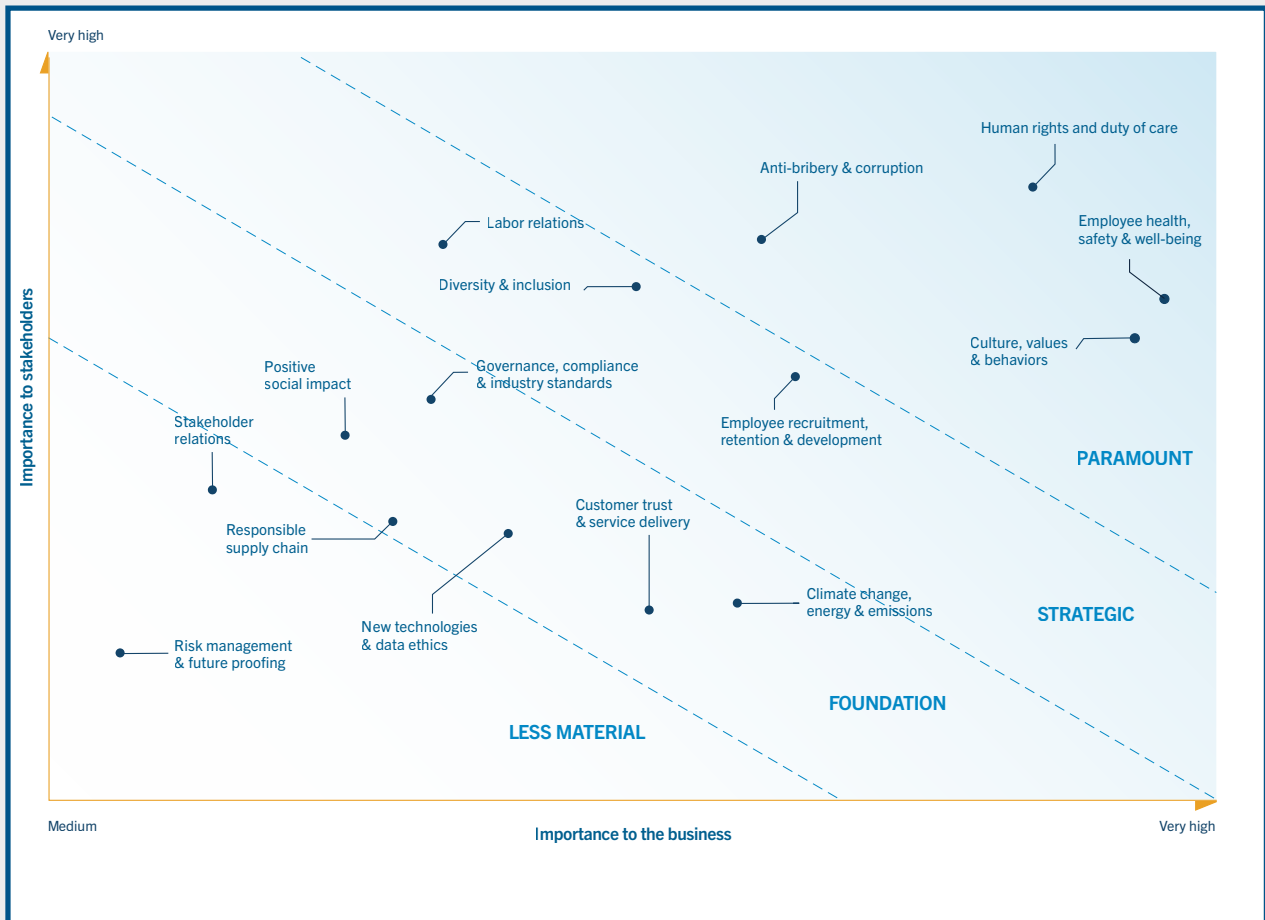 Very high
Human rights and duty of care
Anti-bribery & corruption
Labor relations
Employee health,
safety & well-being
Diversity & inclusion
Importance to stakeholders
Culture, values
& behaviors
Positive
social impact
Governance, compliance
& industry standards
Stakeholder
relations
Employee recruitment,
retention & development
PARAMOUNT
Customer trust
& service delivery
Responsible
supply chain
Climate change,
energy & emissions
STRATEGIC
New technologies
& data ethics
Risk management
& future proofing
FOUNDATION
LESS MATERIAL
Medium
Importance to the business
Very high